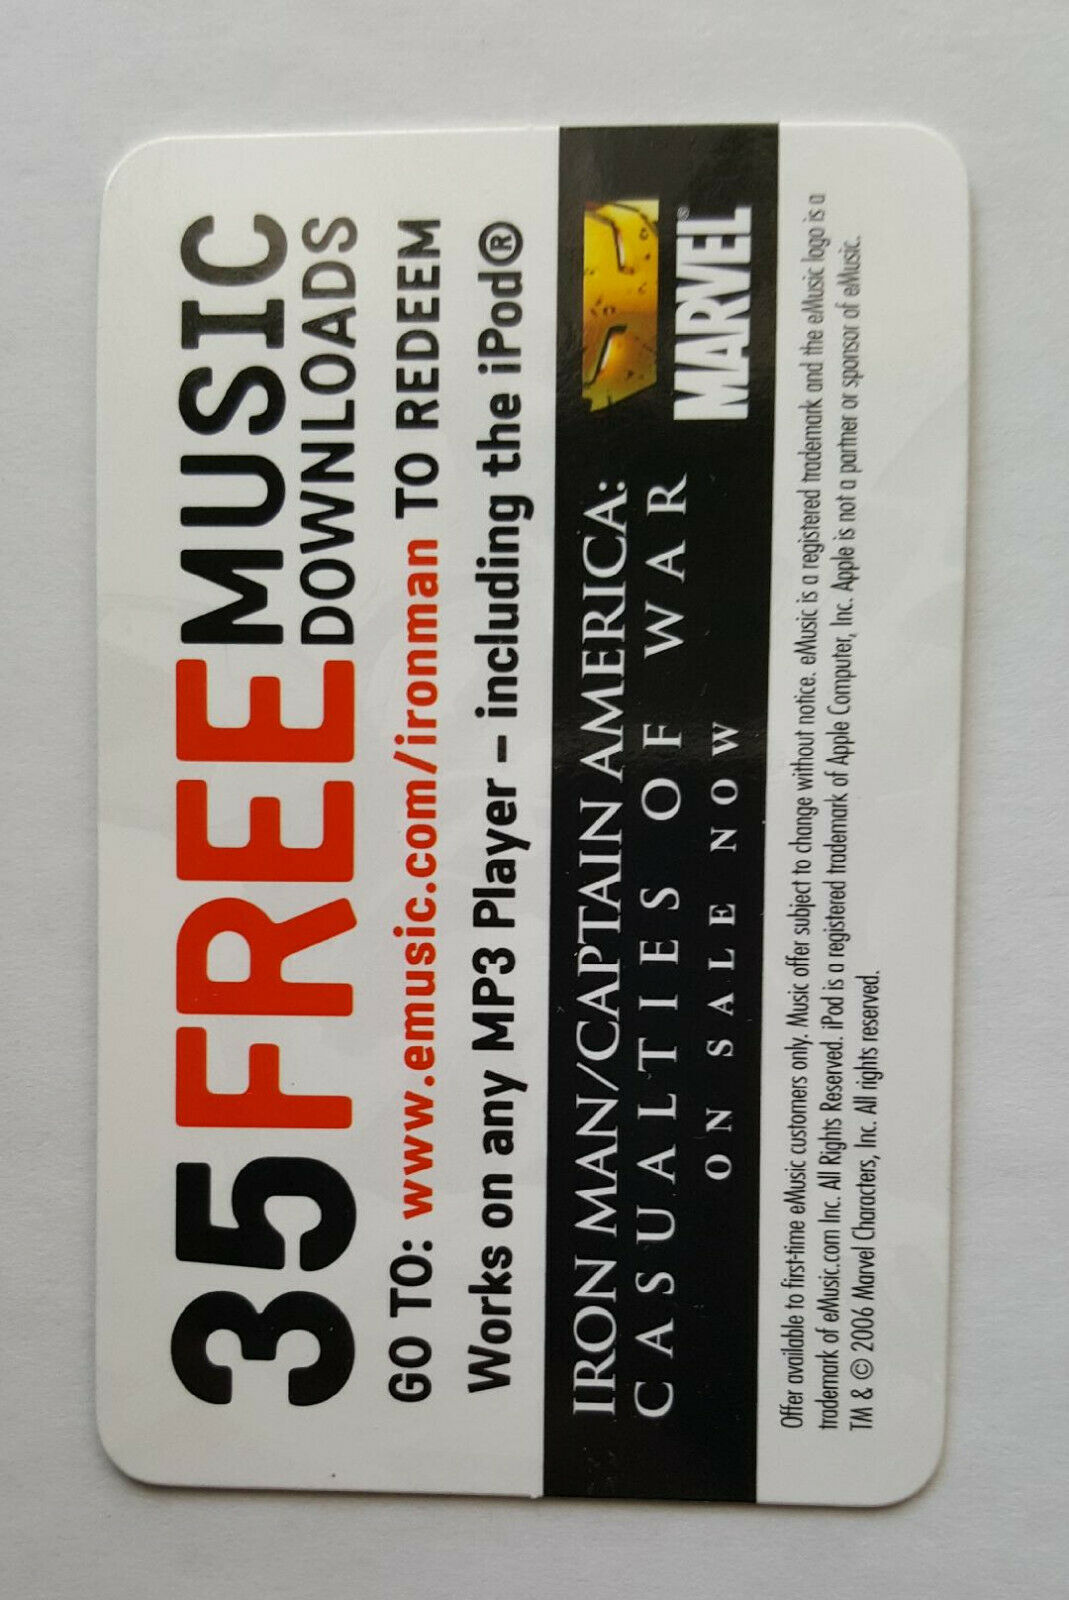 35FREEMUSIC
DOWNLOADS
GO TO: www.emusic.com/ironman TO REDEEM
Works on any MP3 Player – including the iPod®
IRON MAN/CAPTAIN AMERICA:
CASUALTIES OF WAR
ON SALE NOW
MARVEL®
Offer available to first-time eMusic customers only. Music offer subject to change without notice. eMusic is a registered trademark and the eMusic logo is a
trademark of eMusic.com Inc. All Rights Reserved. iPod is a registered trademark of Apple Computer, Inc. Apple is not a partner or sponsor of eMusic.
TM & © 2006 Marvel Characters, Inc. All rights reserved.